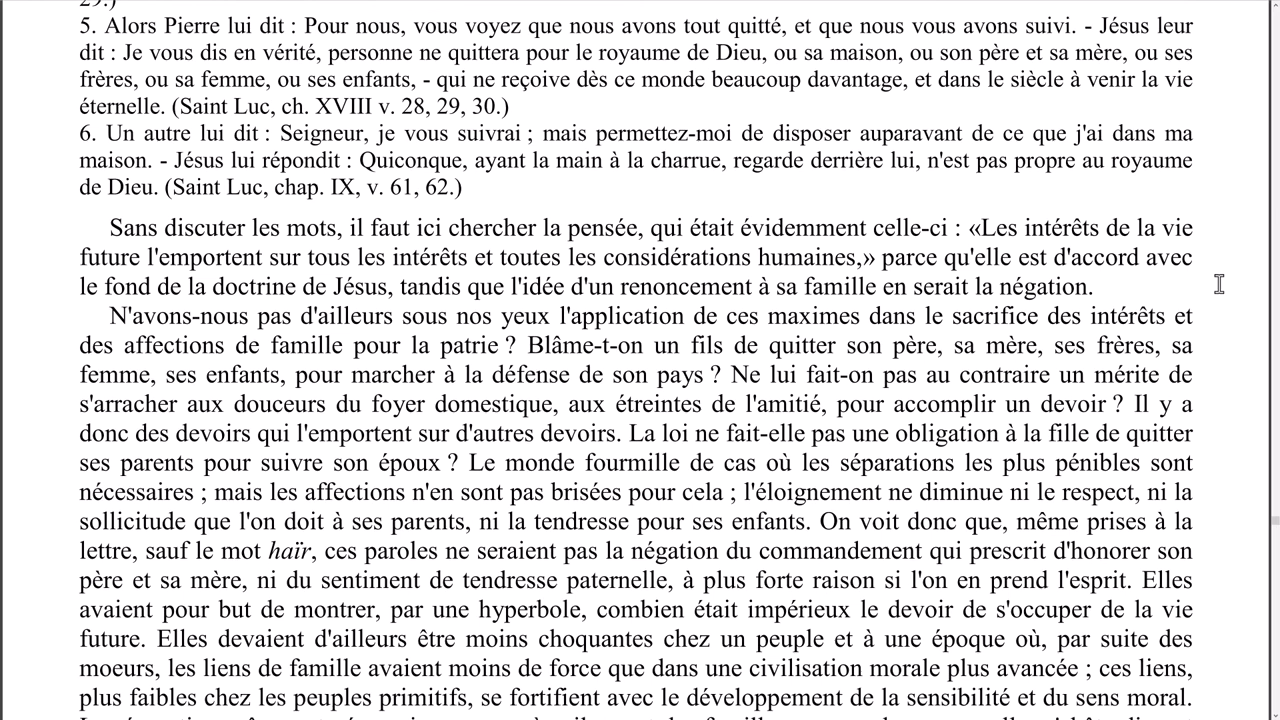 29.)
5. Alors Pierre lui dit : Pour nous, vous voyez que nous avons tout quitté, et que nous vous avons suivi. - Jésus leur
dit : Je vous dis en vérité, personne ne quittera pour le royaume de Dieu, ou sa maison, ou son père et sa mère, ou ses
frères, ou sa femme, ou ses enfants, - qui ne reçoive dès ce monde beaucoup davantage, et dans le siècle à venir la vie
éternelle. (Saint Luc, ch. XVIII v. 28, 29, 30.)
6. Un autre lui dit : Seigneur, je vous suivrai ; mais permettez-moi de disposer auparavant de ce que j'ai dans ma
maison. - Jésus lui répondit : Quiconque, ayant la main à la charrue, regarde derrière lui, n'est pas propre au royaume
de Dieu. (Saint Luc, chap. IX, v. 61, 62.)
Sans discuter les mots, il faut ici chercher la pensée, qui était évidemment celle-ci : «Les intérêts de la vie
future l'emportent sur tous les intérêts et toutes les considérations humaines,» parce qu'elle est d'accord avec
le fond de la doctrine de Jésus, tandis que l'idée d'un renoncement à sa famille en serait la négation.
N'avons-nous pas d'ailleurs sous nos yeux l'application de ces maximes dans le sacrifice des intérêts et
des affections de famille pour la patrie ? Blâme-t-on un fils de quitter son père, sa mère, ses frères, sa
femme, ses enfants, pour marcher à la défense de son pays ? Ne lui fait-on pas au contraire un mérite de
s'arracher aux douceurs du foyer domestique, aux étreintes de l'amitié, pour accomplir un devoir ? Il y a
donc des devoirs qui l'emportent sur d'autres devoirs. La loi ne fait-elle pas une obligation à la fille de quitter
ses parents pour suivre son époux ? Le monde fourmille de cas où les séparations les plus pénibles sont
nécessaires ; mais les affections n'en sont pas brisées pour cela ; l'éloignement ne diminue ni le respect, ni la
sollicitude que l'on doit à ses parents, ni la tendresse pour ses enfants. On voit donc que, même prises à la
lettre, sauf le mot haïr, ces paroles ne seraient pas la négation du commandement qui prescrit d'honorer son
père et sa mère, ni du sentiment de tendresse paternelle, à plus forte raison si l'on en prend l'esprit. Elles
avaient pour but de montrer, par une hyperbole, combien était impérieux le devoir de s'occuper de la vie
future. Elles devaient d'ailleurs être moins choquantes chez un peuple et à une époque où, par suite des
moeurs, les liens de famille avaient moins de force que dans une civilisation morale plus avancée ; ces liens,
plus faibles chez les peuples primitifs, se fortifient avec le développement de la sensibilité et du sens moral.